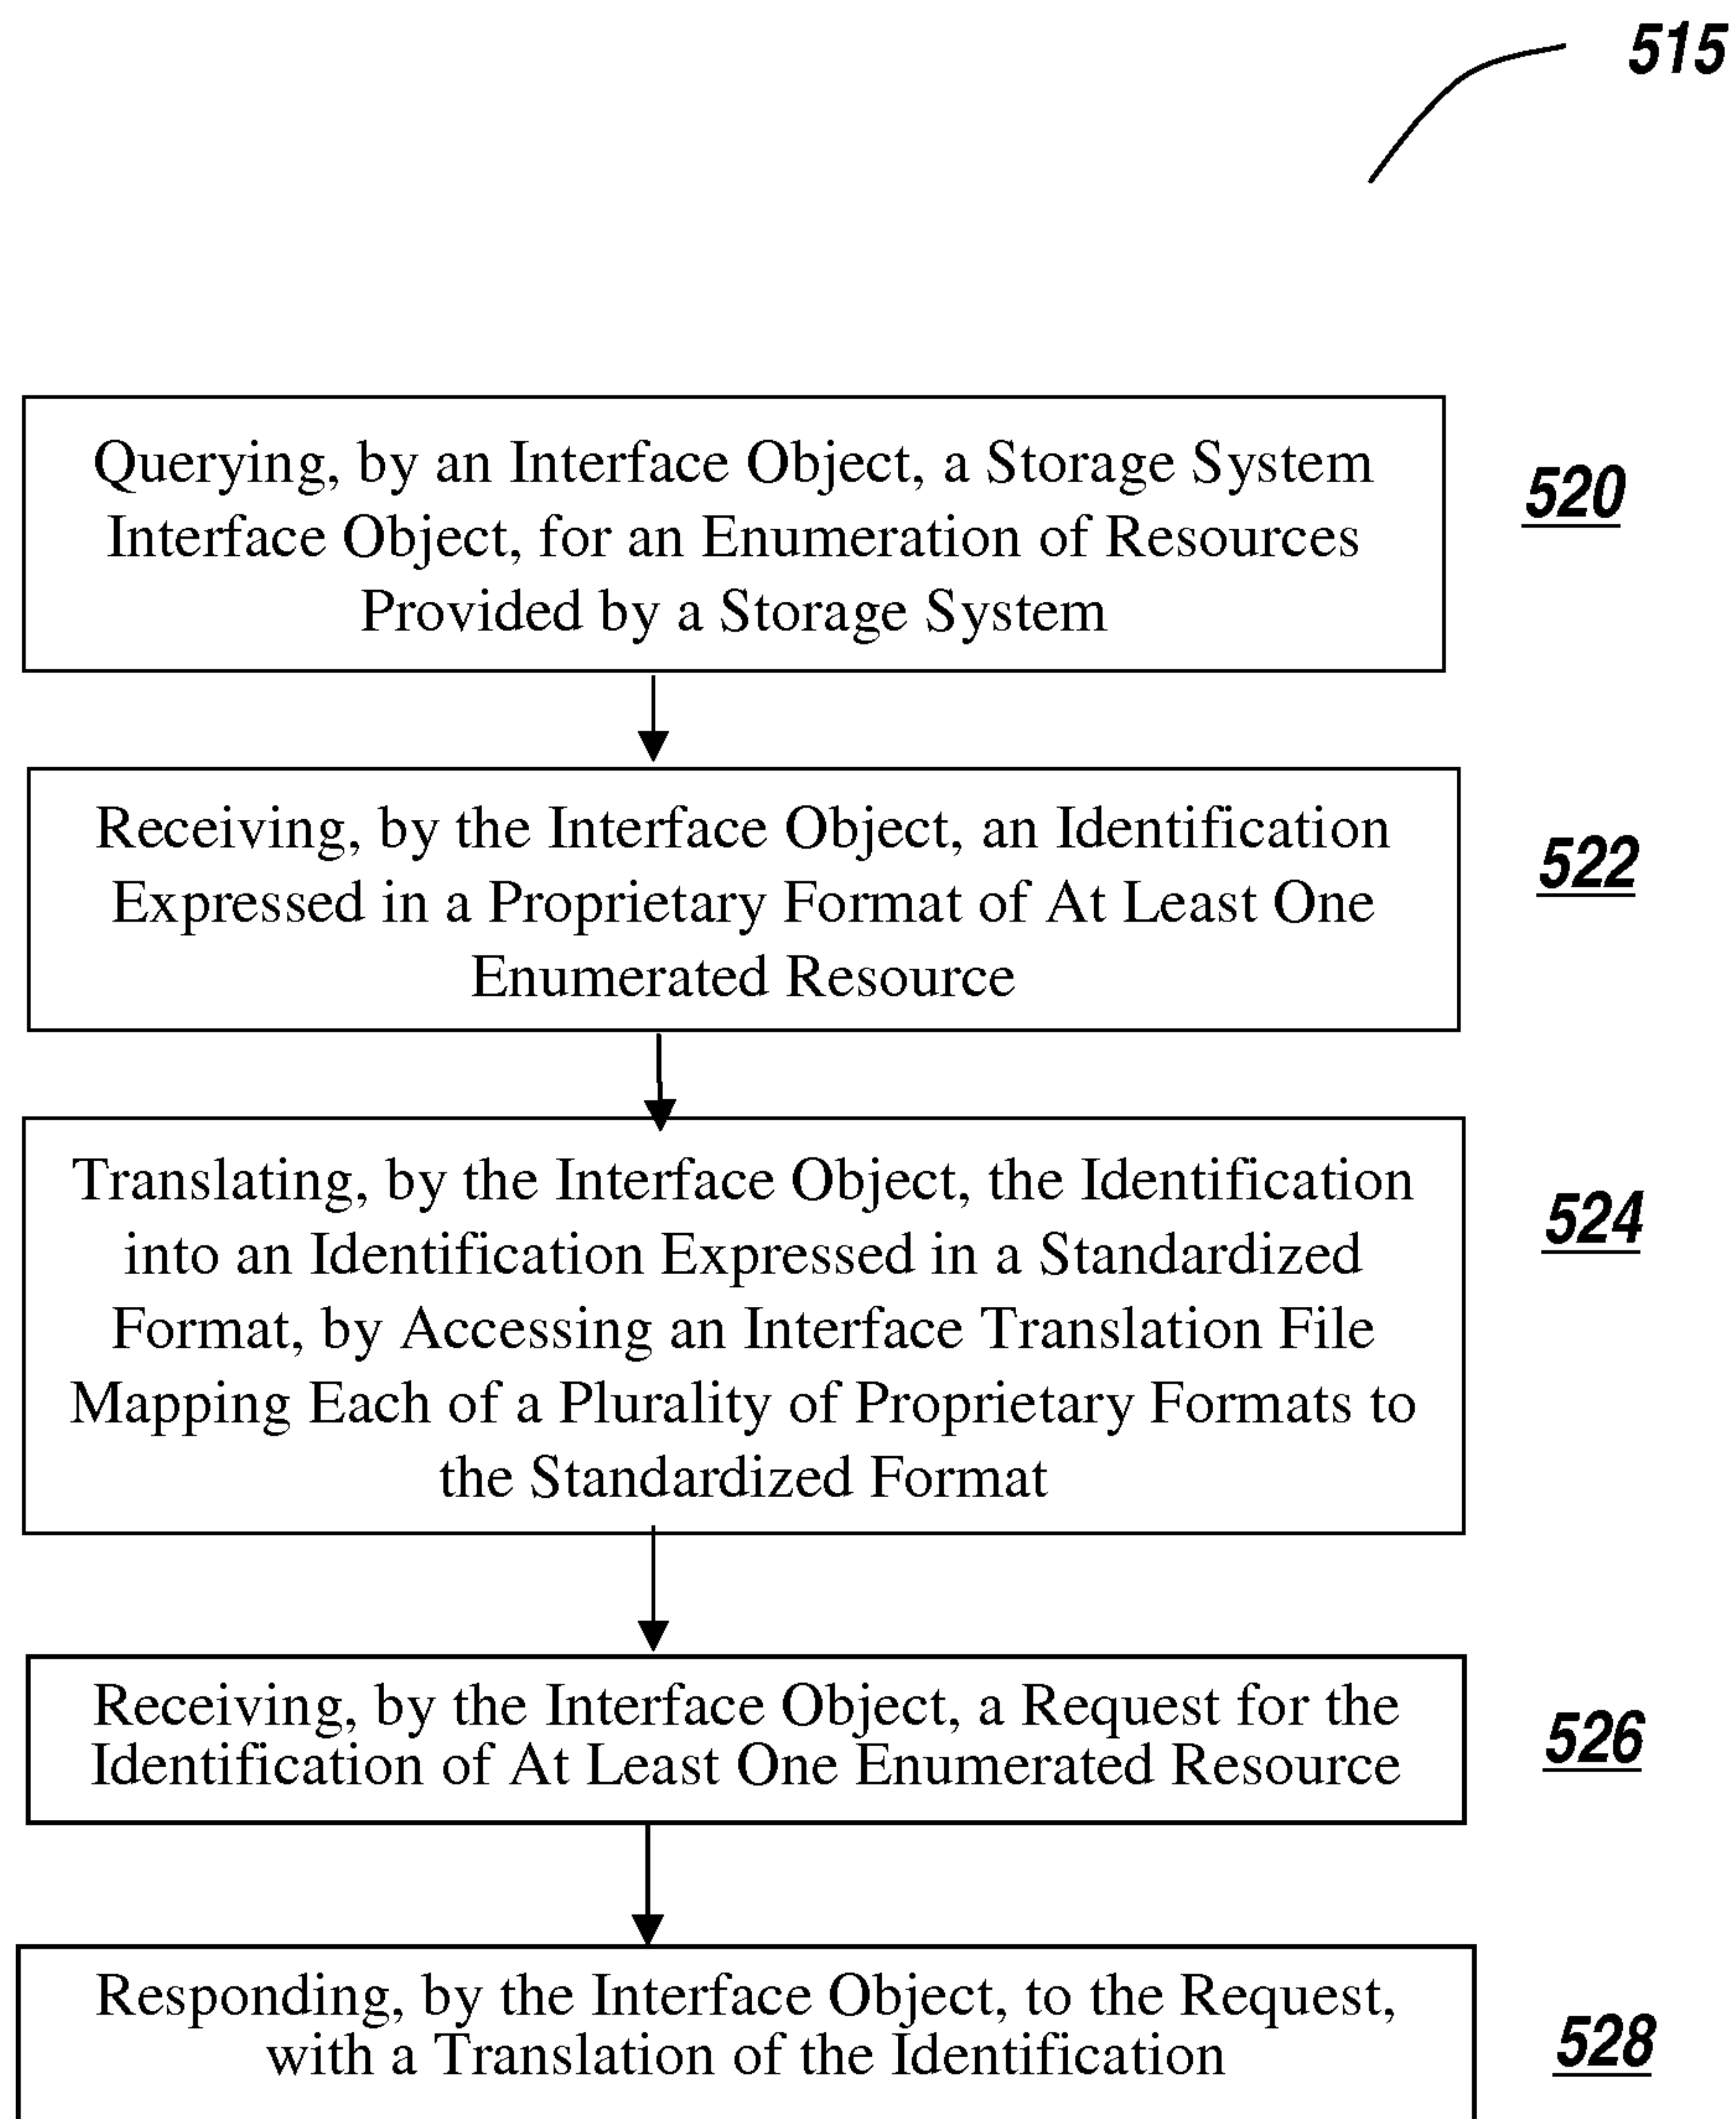 515
Querying, by an Interface Object, a Storage System
Interface Object, for an Enumeration of Resources
Provided by a Storage System
520
Receiving, by the Interface Object, an Identification
Expressed in a Proprietary Format of At Least One
Enumerated Resource
522
Translating, by the Interface Object, the Identification
into an Identification Expressed in a Standardized
Format, by Accessing an Interface Translation File
Mapping Each of a Plurality of Proprietary Formats to
the Standardized Format
524
Receiving, by the Interface Object, a Request for the
Identification of At Least One Enumerated Resource
526
Responding, by the Interface Object, to the Request,
with a Translation of the Identification
528